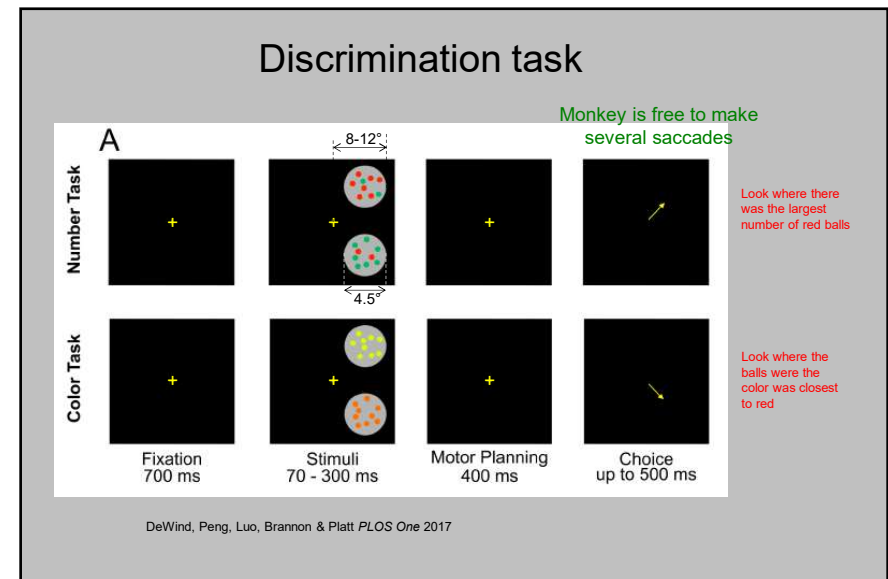 Discrimination task
Monkey is free to make
several saccades
A
8-12°
Number Task
4.5°
Look where there
was the largest
number of red balls
Color Task
Look where the
balls were the
color was closest
to red
Fixation
700 ms
Stimuli
70 - 300 ms
Motor Planning
400 ms
Choice
up to 500 ms
DeWind, Peng, Luo, Brannon & Platt PLOS One 2017